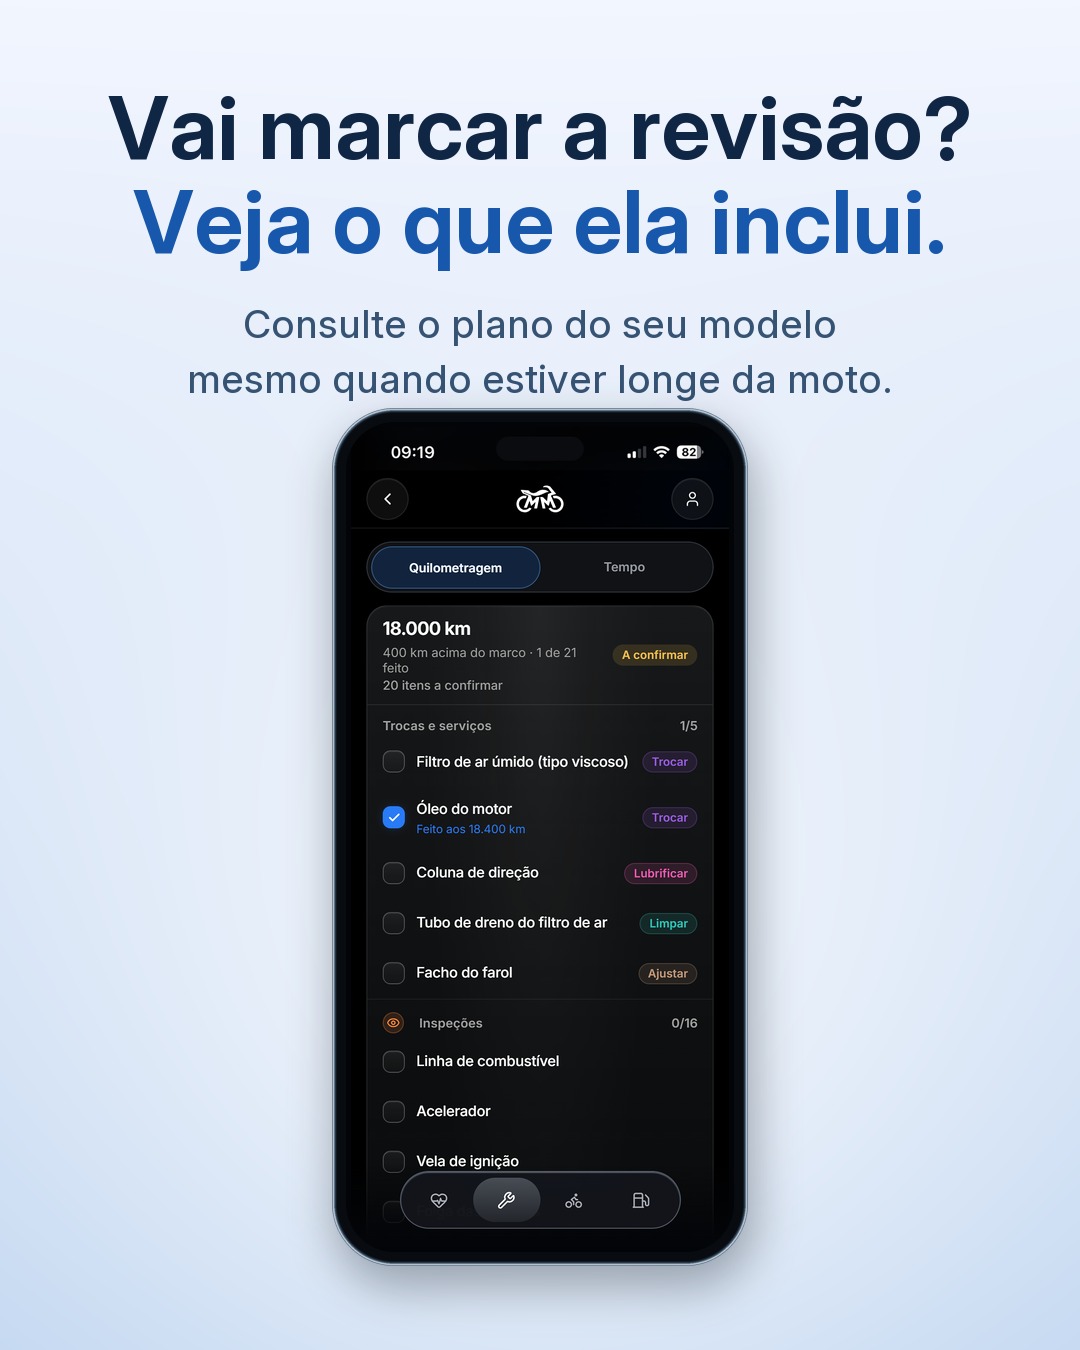 Vai marcar a revisão?
Veja o que ela inclui.
Consulte o plano do seu modelo
mesmo quando estiver longe da moto.
09:19
82
MM
Quilometragem
Tempo
18.000 km
400 km acima do marco · 1 de 21
feito
20 itens a confirmar
A confirmar
Trocas e serviços
1/5
Filtro de ar úmido (tipo viscoso)
Trocar
Óleo do motor
Feito aos 18.400 km
Trocar
Coluna de direção
Lubrificar
Tubo de dreno do filtro de ar
Limpar
Facho do farol
Ajustar
Inspeções
0/16
Linha de combustível
Acelerador
Vela de ignição